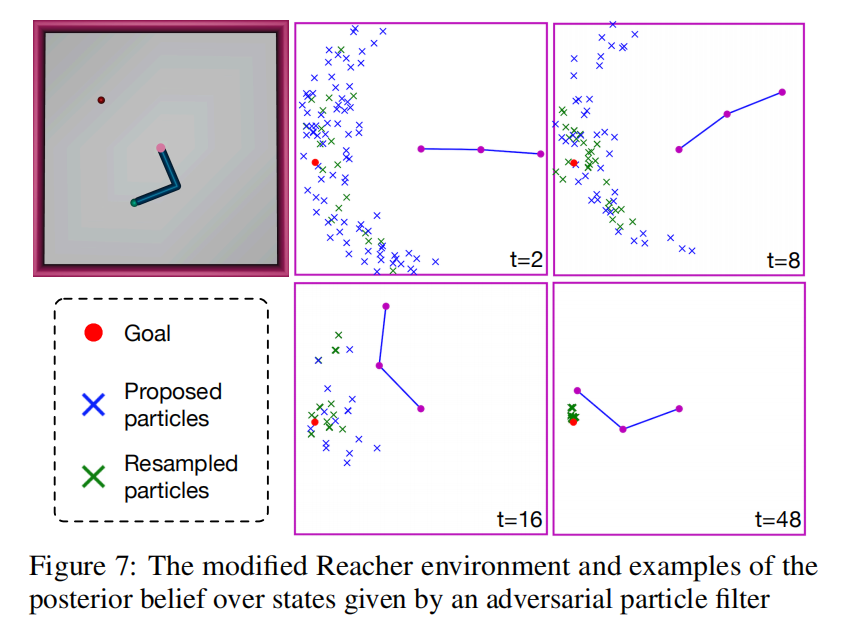 t=2
t=8
Goal
Proposed
particles
Resampled
particles
t=16
t=48
Figure 7: The modified Reacher environment and examples of the
posterior belief over states given by an adversarial particle filter